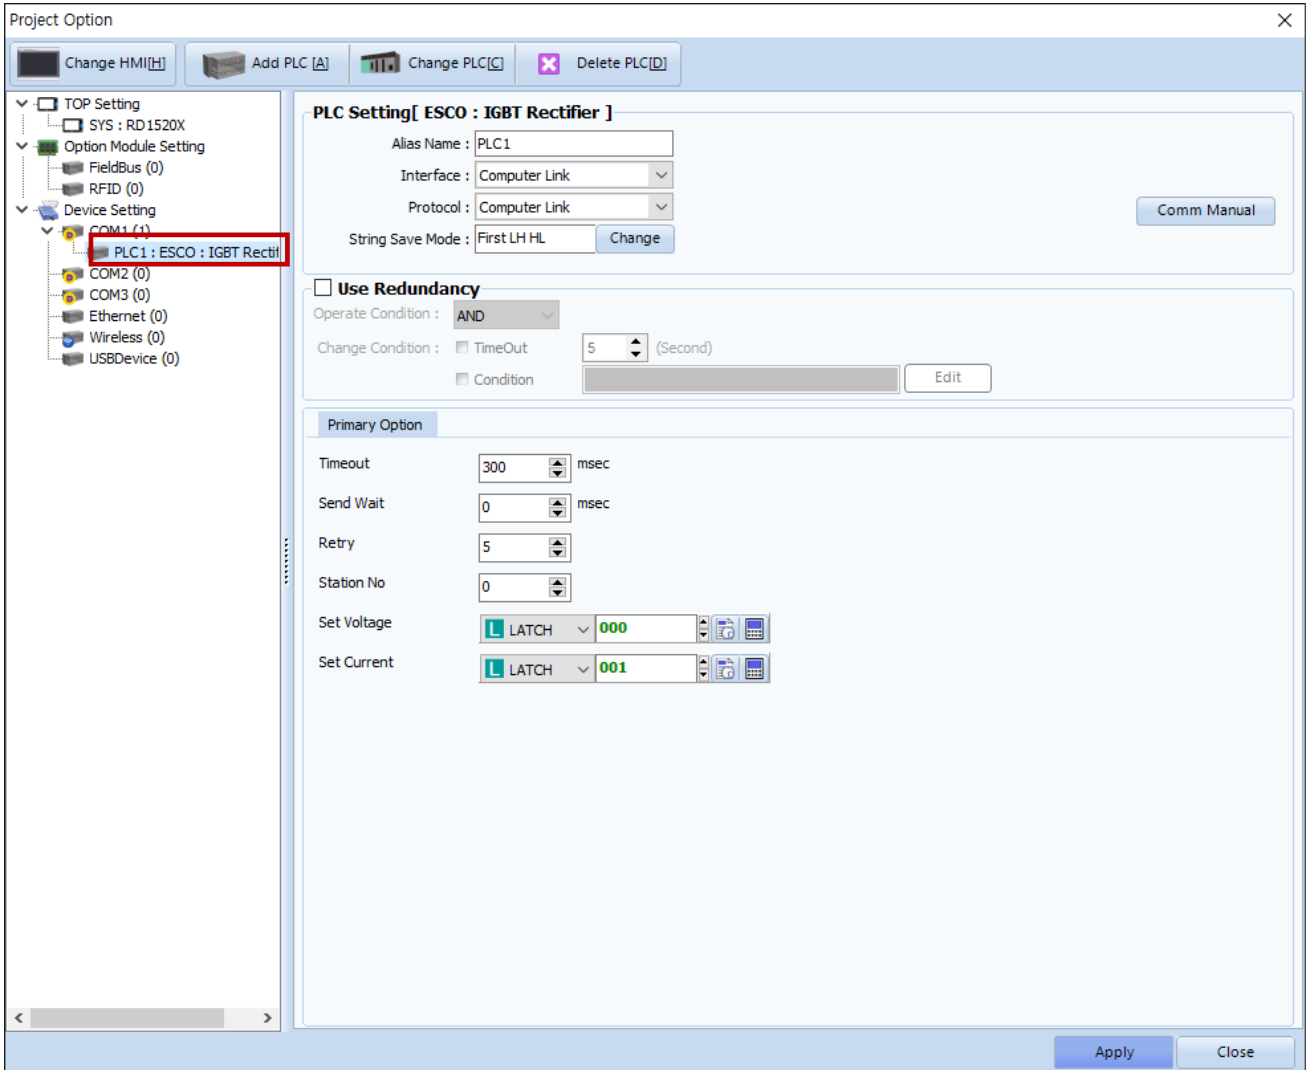 Project Option
Change HMI[H] Add PLC [A] Change PLC[C] Delete PLC[D]
TOP Setting
SYS : RD1520X
Option Module Setting
FieldBus (0)
RFID (0)
Device Setting
COM1 (1)
PLC1 : ESCO : IGBT Rectif
COM2 (0)
COM3 (0)
Ethernet (0)
Wireless (0)
USBDevice (0)
PLC Setting[ ESCO : IGBT Rectifier ]
Alias Name : PLC1
Interface : Computer Link
Protocol : Computer Link
Comm Manual
String Save Mode : First LH HL Change
Use Redundancy
Operate Condition : AND
Change Condition : TimeOut 5 (Second)
Condition Edit
Primary Option
Timeout 300 msec
Send Wait 0 msec
Retry 5
Station No 0
Set Voltage L LATCH 000
Set Current L LATCH 001
Apply Close